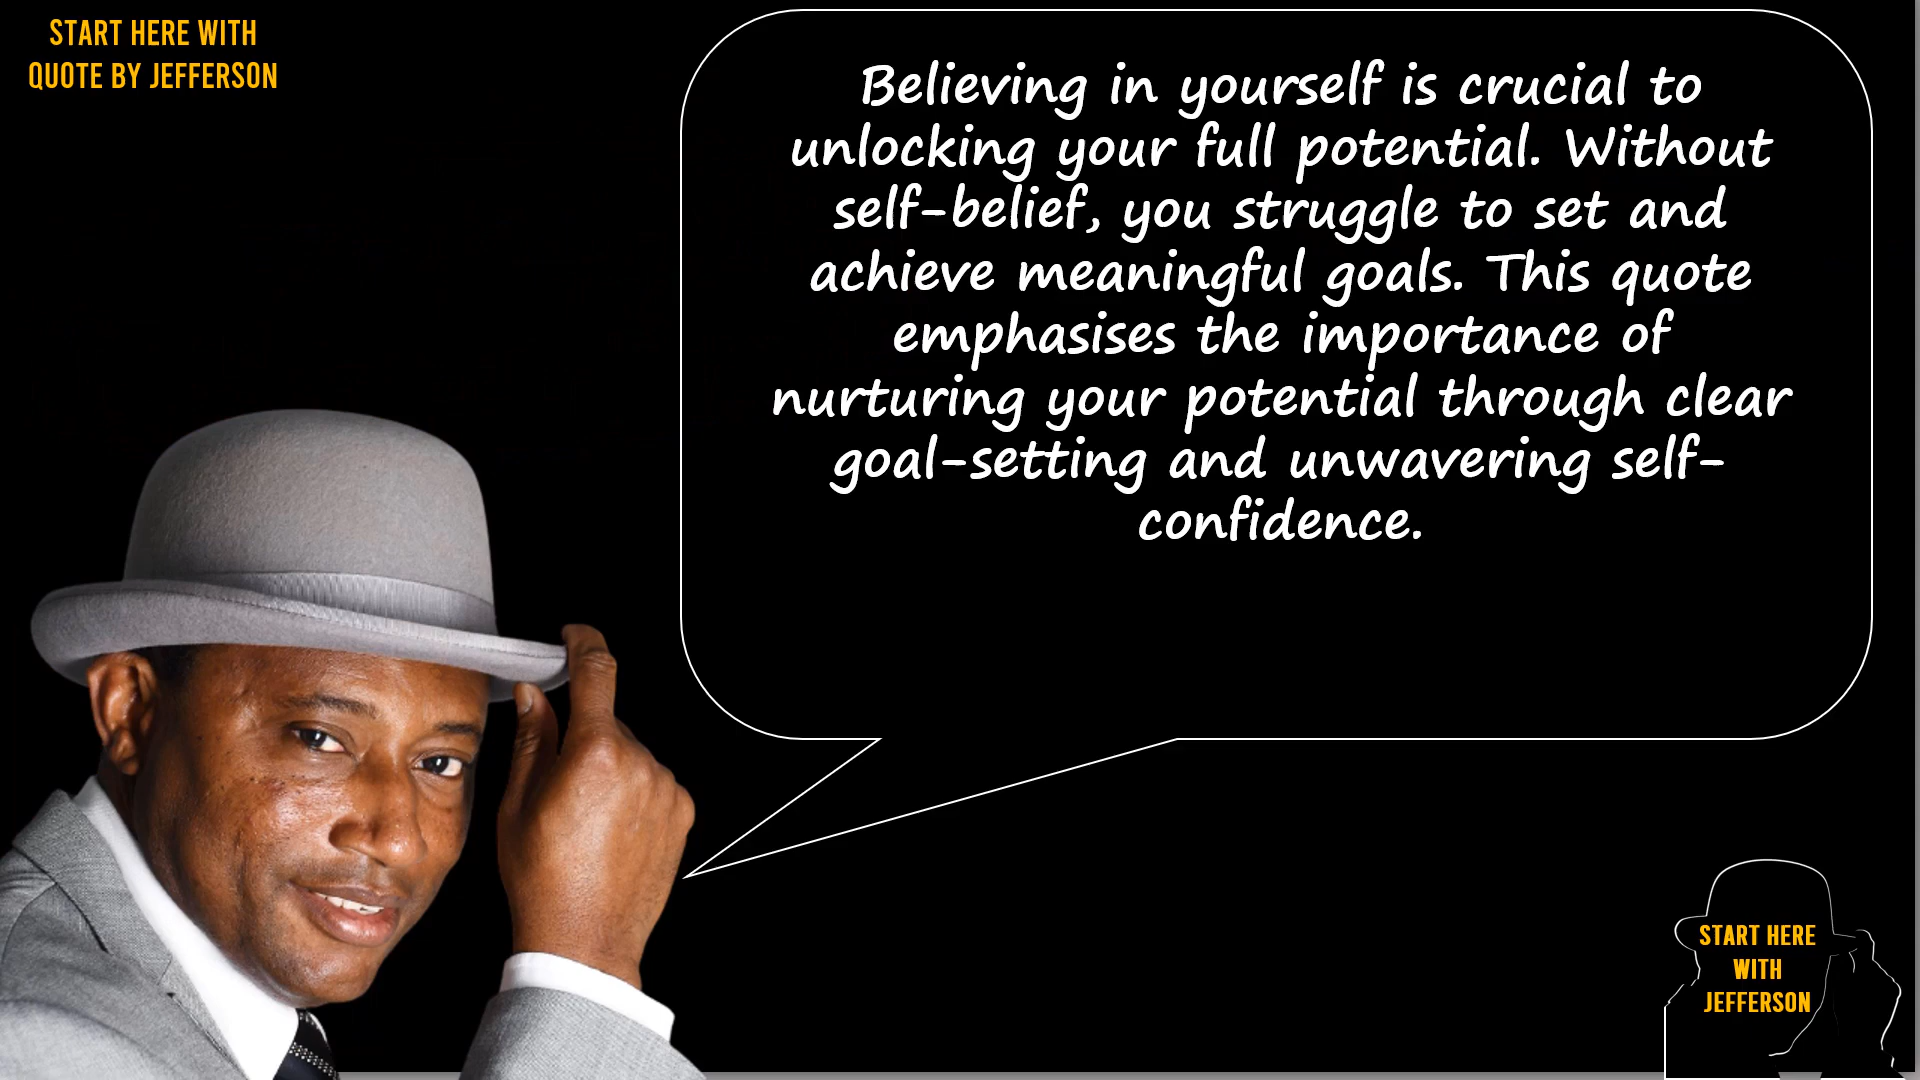 START HERE WITH
QUOTE BY JEFFERSON
Believing in yourself is crucial to
unlocking your full potential. Without
self-belief, you struggle to set and
achieve meaningful goals. This quote
emphasises the importance of
nurturing your potential through clear
goal-setting and unwavering self-
confidence.
START HERE
WITH
JEFFERSON